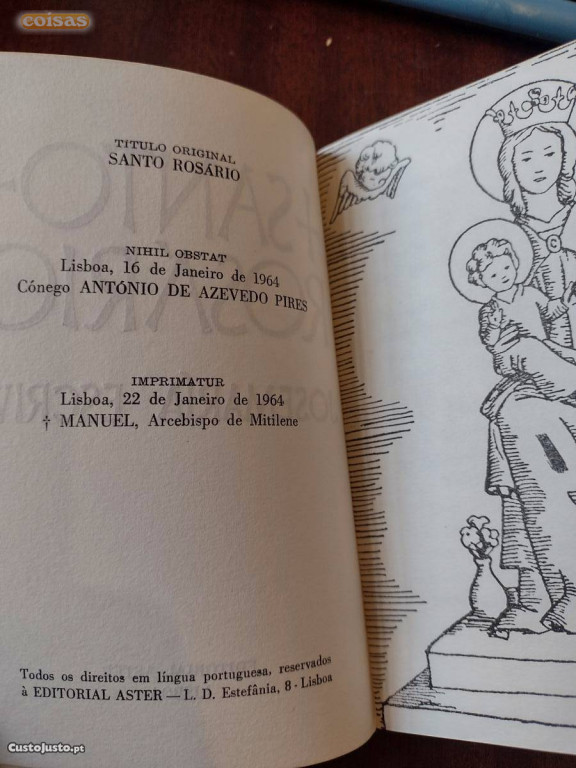 coisas
TITULO ORIGINAL
SANTO ROSÁRIO
NIHIL OBSTAT
Lisboa, 16 de Janeiro de 1964
Cónego ANTÓNIO DE AZEVEDO PIRES
IMPRIMATUR
Lisboa, 22 de Janeiro de 1964
† MANUEL, Arcebispo de Mitilene
Todos os direitos em língua portuguesa, reservados
à EDITORIAL ASTER — L. D. Estefânia, 8 - Lisboa
CustoJusto.pt